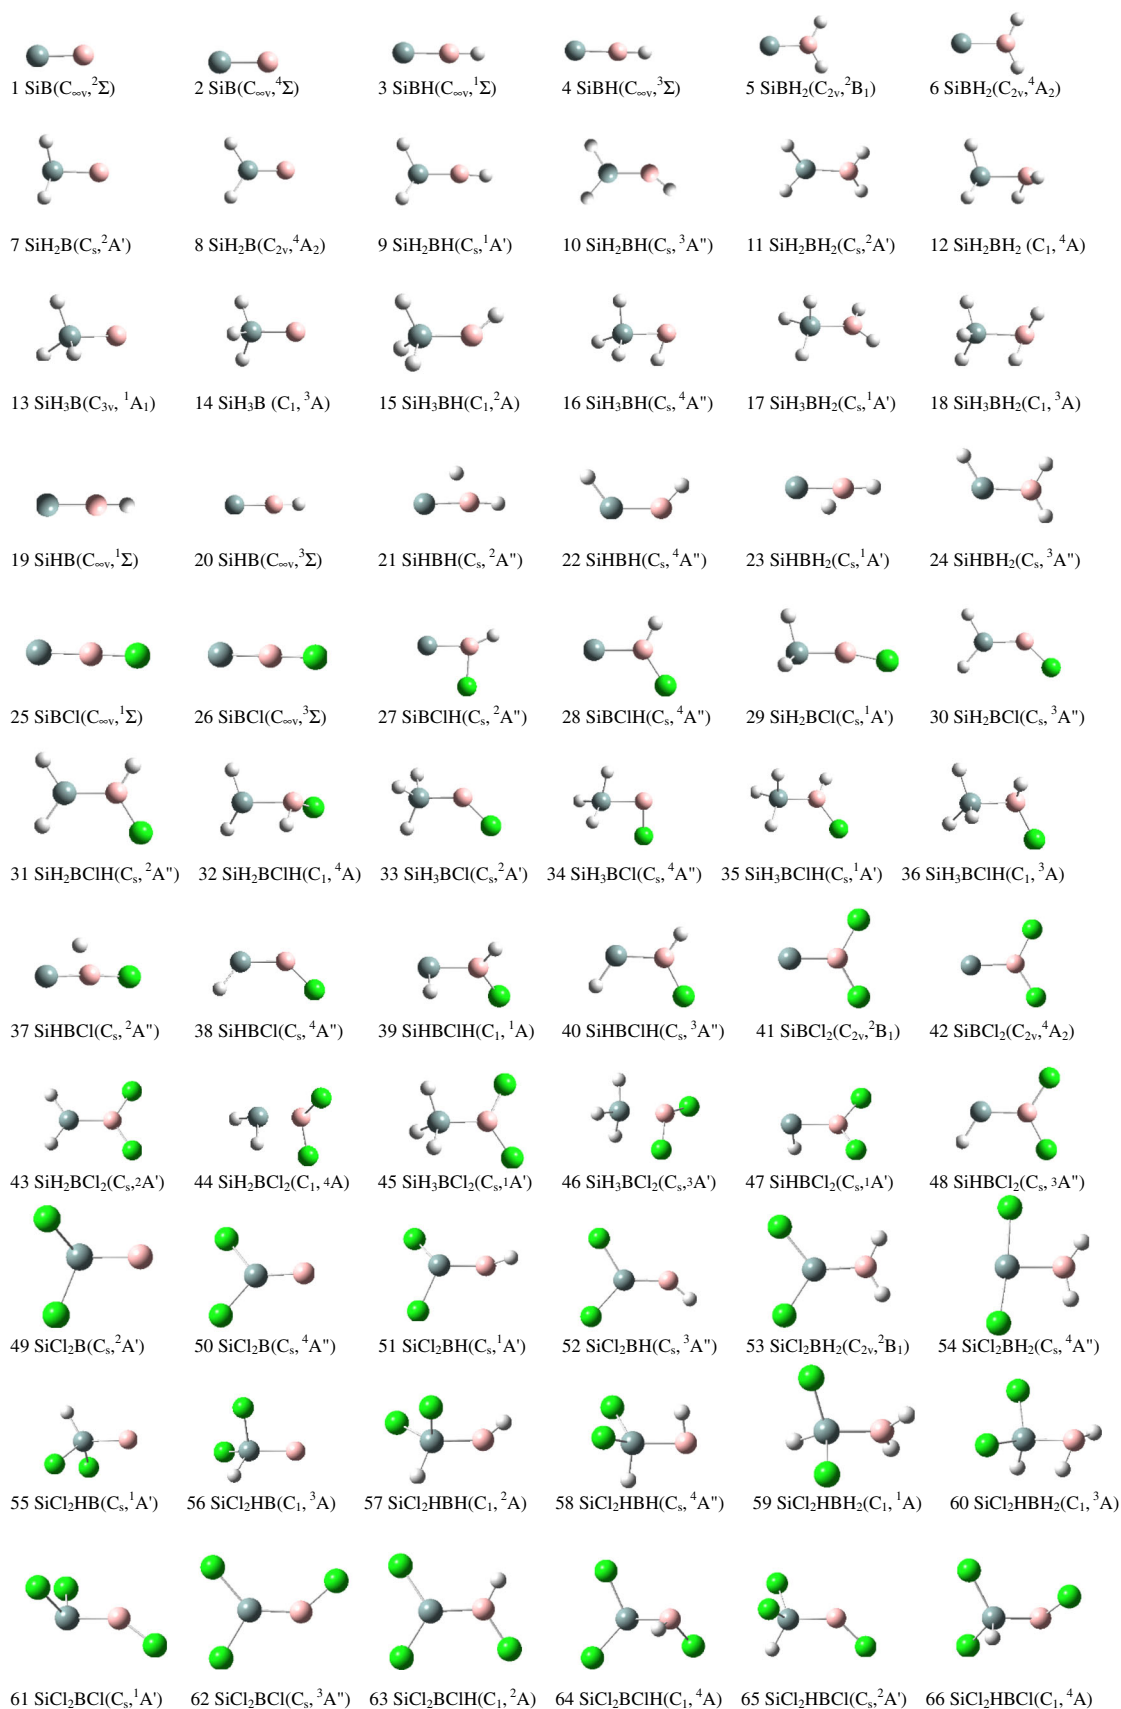 1 SiB(C∞v,²Σ) 2 SiB(C∞v,⁴Σ) 3 SiBH(C∞v,¹Σ) 4 SiBH(C∞v,³Σ) 5 SiBH₂(C₂v,²B₁) 6 SiBH₂(C₂v,⁴A₂)
7 SiH₂B(Cₛ,²A') 8 SiH₂B(C₂v,⁴A₂) 9 SiH₂BH(Cₛ,¹A') 10 SiH₂BH(Cₛ,³A") 11 SiH₂BH₂(Cₛ,²A') 12 SiH₂BH₂ (C₁,⁴A)
13 SiH₃B(C₃v, ¹A₁) 14 SiH₃B (C₁, ³A) 15 SiH₃BH(C₁,²A) 16 SiH₃BH(Cₛ, ⁴A") 17 SiH₃BH₂(Cₛ,¹A') 18 SiH₃BH₂(C₁, ³A)
19 SiHB(C∞v,¹Σ) 20 SiHB(C∞v,³Σ) 21 SiHBH(Cₛ, ²A") 22 SiHBH(Cₛ, ⁴A") 23 SiHBH₂(Cₛ,¹A') 24 SiHBH₂(Cₛ, ³A")
25 SiBCl(C∞v,¹Σ) 26 SiBCl(C∞v,³Σ) 27 SiBClH(Cₛ, ²A") 28 SiBClH(Cₛ, ⁴A") 29 SiH₂BCl(Cₛ,¹A') 30 SiH₂BCl(Cₛ, ³A")
31 SiH₂BClH(Cₛ, ²A") 32 SiH₂BClH(C₁, ⁴A) 33 SiH₃BCl(Cₛ,²A') 34 SiH₃BCl(Cₛ, ⁴A") 35 SiH₃BClH(Cₛ,¹A') 36 SiH₃BClH(C₁, ³A)
37 SiHBCl(Cₛ, ²A") 38 SiHBCl(Cₛ, ⁴A") 39 SiHBClH(C₁, ¹A) 40 SiHBClH(Cₛ, ³A") 41 SiBCl₂(C₂v,²B₁) 42 SiBCl₂(C₂v,⁴A₂)
43 SiH₂BCl₂(Cₛ,²A') 44 SiH₂BCl₂(C₁, ⁴A) 45 SiH₃BCl₂(Cₛ,¹A') 46 SiH₃BCl₂(Cₛ,³A') 47 SiHBCl₂(Cₛ,¹A') 48 SiHBCl₂(Cₛ, ³A")
49 SiCl₂B(Cₛ,²A') 50 SiCl₂B(Cₛ, ⁴A") 51 SiCl₂BH(Cₛ,¹A') 52 SiCl₂BH(Cₛ, ³A") 53 SiCl₂BH₂(C₂v,²B₁) 54 SiCl₂BH₂(Cₛ, ⁴A")
55 SiCl₂HB(Cₛ,¹A') 56 SiCl₂HB(C₁, ³A) 57 SiCl₂HBH(C₁, ²A) 58 SiCl₂HBH(Cₛ, ⁴A") 59 SiCl₂HBH₂(C₁, ¹A) 60 SiCl₂HBH₂(C₁, ³A)
61 SiCl₂BCl(Cₛ,¹A') 62 SiCl₂BCl(Cₛ, ³A") 63 SiCl₂BClH(C₁, ²A) 64 SiCl₂BClH(C₁, ⁴A) 65 SiCl₂HBCl(Cₛ,²A') 66 SiCl₂HBCl(C₁, ⁴A)